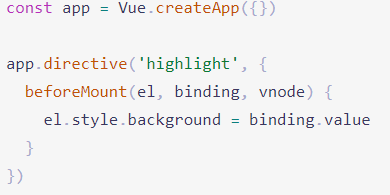 const app = Vue.createApp({})

app.directive('highlight', {
  beforeMount(el, binding, vnode) {
    el.style.background = binding.value
  }
})